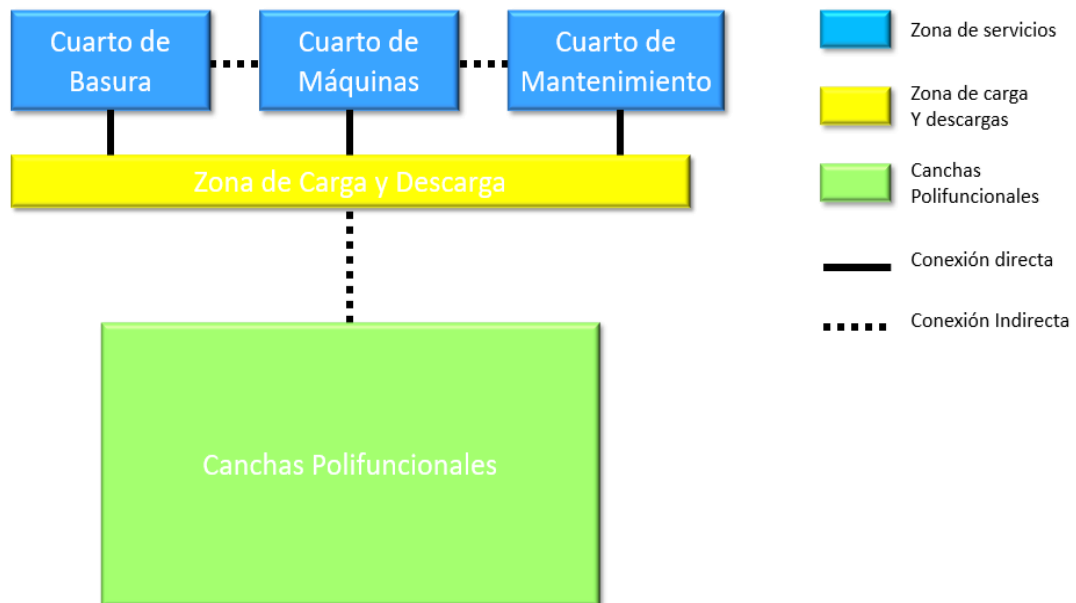 Cuarto de
Basura
Cuarto de
Máquinas
Cuarto de
Mantenimiento
Zona de Carga y Descarga
Canchas Polifuncionales
Zona de servicios
Zona de carga
Y descargas
Canchas
Polifuncionales
Conexión directa
Conexión Indirecta